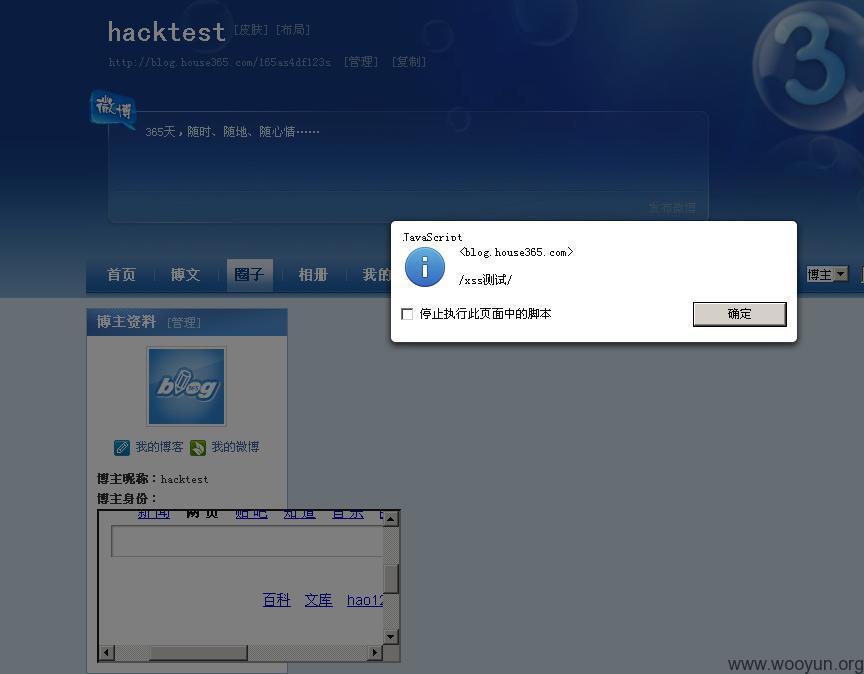 hacktest [皮肤] [布局]
http://blog.house365.com/165as4df123s [管理] [复制]
3
微博
365天，随时、随地、随心情……
发布微博
首页 博文 圈子 相册 我的
博主
JavaScript
<blog.house365.com>
/xss测试/
停止执行此页面中的脚本
确定
博主资料 [管理]
blog
我的博客 我的微博
博主昵称：hacktest
博主身份：
新闻 网页 贴吧 知道 音乐
百科 文库 hao12
www.wooyun.org